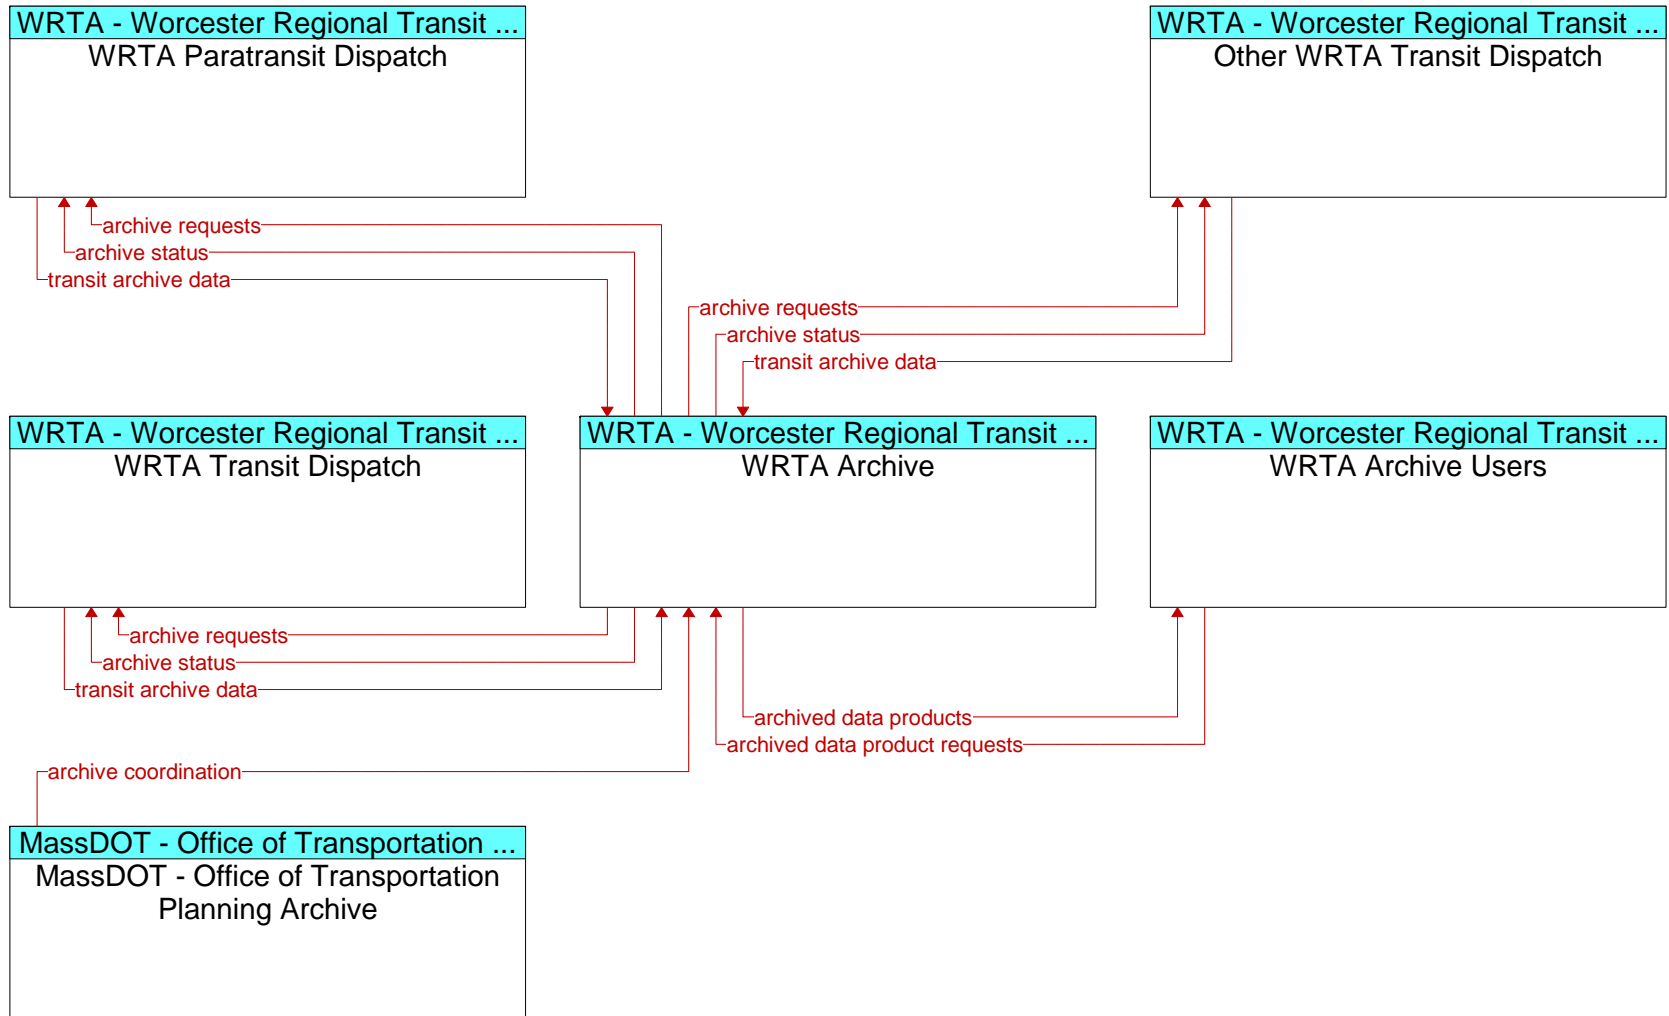 WRTA - Worcester Regional Transit ...
WRTA Paratransit Dispatch
WRTA - Worcester Regional Transit ...
Other WRTA Transit Dispatch
archive requests
archive status
transit archive data
archive requests
archive status
transit archive data
WRTA - Worcester Regional Transit ...
WRTA Transit Dispatch
WRTA - Worcester Regional Transit ...
WRTA Archive
WRTA - Worcester Regional Transit ...
WRTA Archive Users
archive requests
archive status
transit archive data
archived data products
archived data product requests
archive coordination
MassDOT - Office of Transportation ...
MassDOT - Office of Transportation
Planning Archive